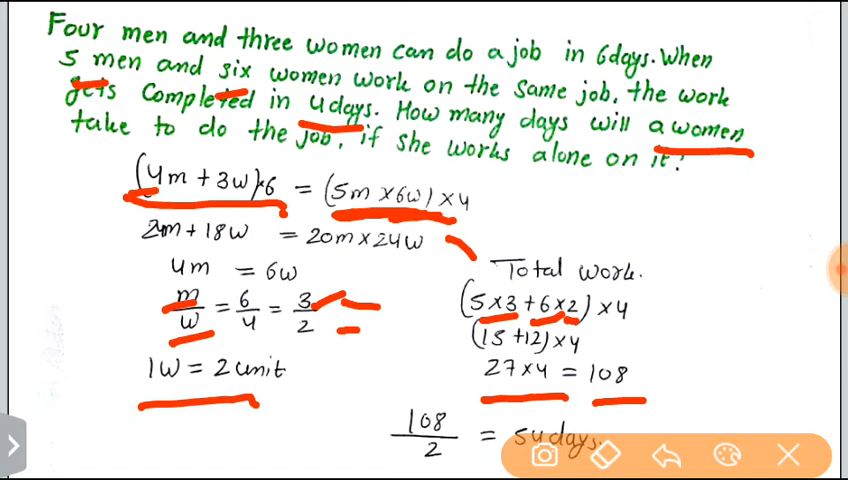 Four men and three women can do a job in 6days. When
5 men and six women work on the same job, the work
gets Completed in 4days. How many days will a women
take to do the job, if she works alone on it?
(4m + 3w)×6 = (5m × 6w) × 4
24m + 18w = 20m × 24w
4m = 6w
m/w = 6/4 = 3/2
1w = 2 unit
Total work.
(5×3 + 6×2) × 4
(15 + 12) × 4
27 × 4 = 108
108/2 = 54 days.